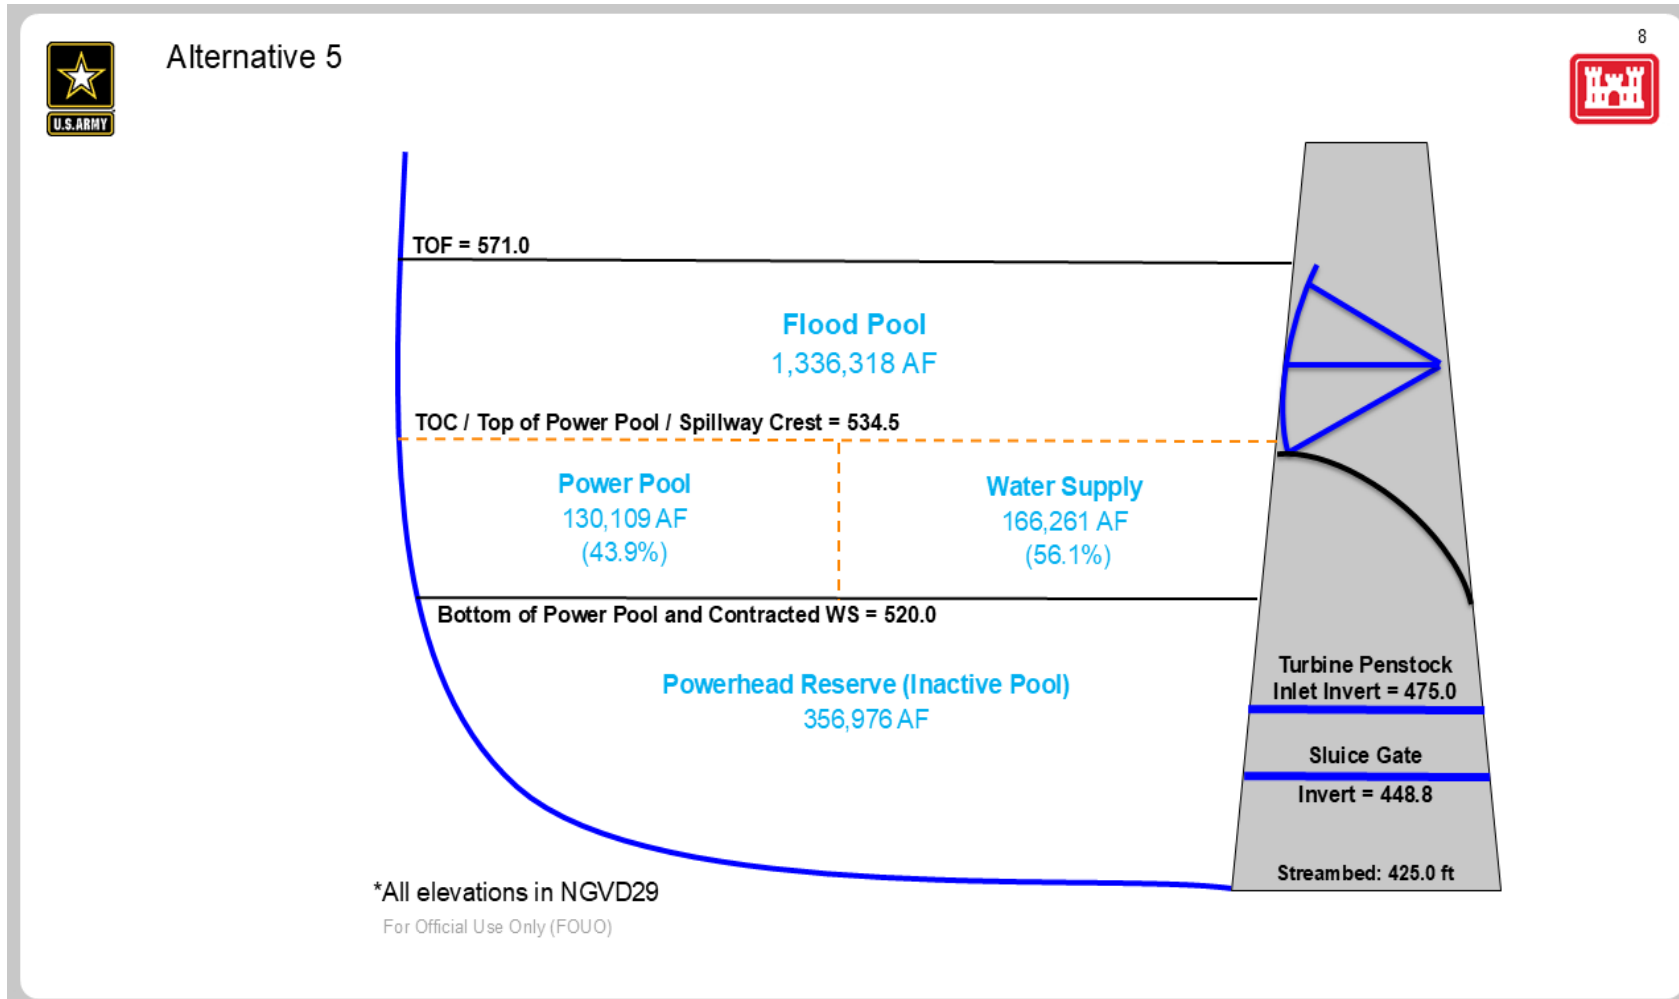 8
Alternative 5
U.S.ARMY
TOF = 571.0
Flood Pool
1,336,318 AF
TOC / Top of Power Pool / Spillway Crest = 534.5
Power Pool
130,109 AF
(43.9%)
Water Supply
166,261 AF
(56.1%)
Bottom of Power Pool and Contracted WS = 520.0
Powerhead Reserve (Inactive Pool)
356,976 AF
Turbine Penstock
Inlet Invert = 475.0
Sluice Gate
Invert = 448.8
Streambed: 425.0 ft
*All elevations in NGVD29
For Official Use Only (FOUO)